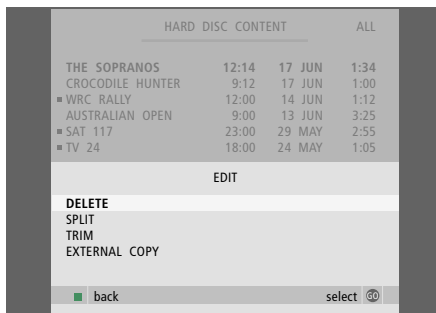 HARD DISC CONTENT ALL
THE SOPRANOS 12:14 17 JUN 1:34
CROCODILE HUNTER 9:12 17 JUN 1:00
WRC RALLY 12:00 14 JUN 1:12
AUSTRALIAN OPEN 9:00 13 JUN 3:25
SAT 117 23:00 29 MAY 2:55
TV 24 18:00 24 MAY 1:05
EDIT
DELETE
SPLIT
TRIM
EXTERNAL COPY
back select GO